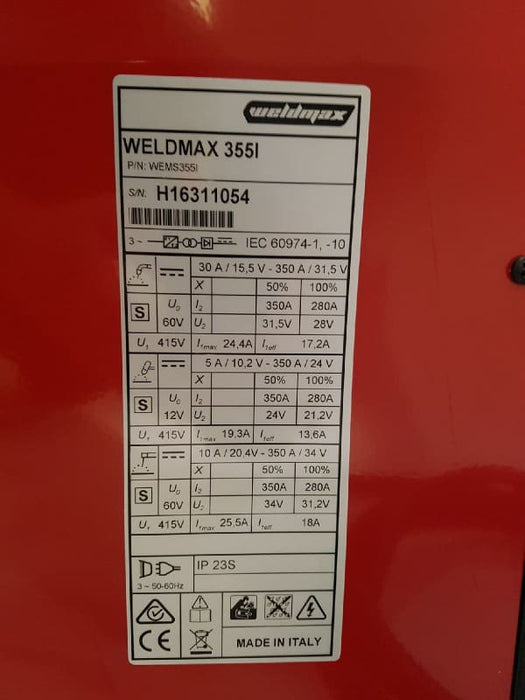 weldmax
WELDMAX 355I
P/N: WEMS355I
S/N. H16311054
3 ~ IEC 60974-1, -10
30 A / 15,5 V - 350 A / 31,5 V
X 50% 100%
S U0 I2 350A 280A
60V U2 31,5V 28V
U1 415V I1max 24,4A I1eff 17,2A
5 A / 10,2 V - 350 A / 24 V
X 50% 100%
S U0 I2 350A 280A
12V U2 24V 21,2V
U1 415V I1max 19,3A I1eff 13,6A
10 A / 20,4V - 350 A / 34 V
X 50% 100%
S U0 I2 350A 280A
60V U2 34V 31,2V
U1 415V I1max 25,5A I1eff 18A
IP 23S
3 ~ 50-60Hz
CE MADE IN ITALY